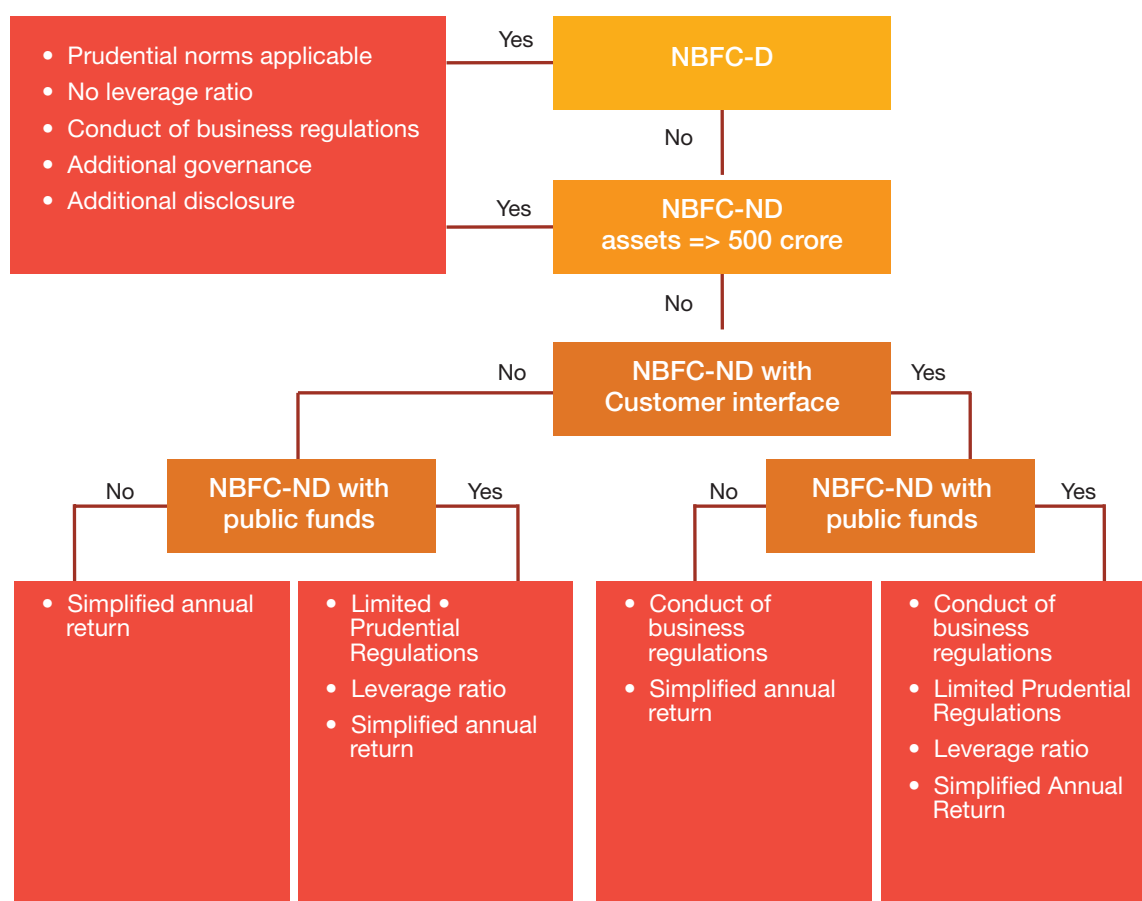 • Prudential norms applicable
• No leverage ratio
• Conduct of business regulations
• Additional governance
• Additional disclosure
Yes
NBFC-D
No
Yes
NBFC-ND
assets => 500 crore
No
No
NBFC-ND with
Customer interface
Yes
No
NBFC-ND with
public funds
Yes
No
NBFC-ND with
public funds
Yes
• Simplified annual
return
• Limited •
Prudential
Regulations
• Leverage ratio
• Simplified annual
return
• Conduct of
business
regulations
• Simplified annual
return
• Conduct of
business
regulations
• Limited Prudential
Regulations
• Leverage ratio
• Simplified Annual
Return